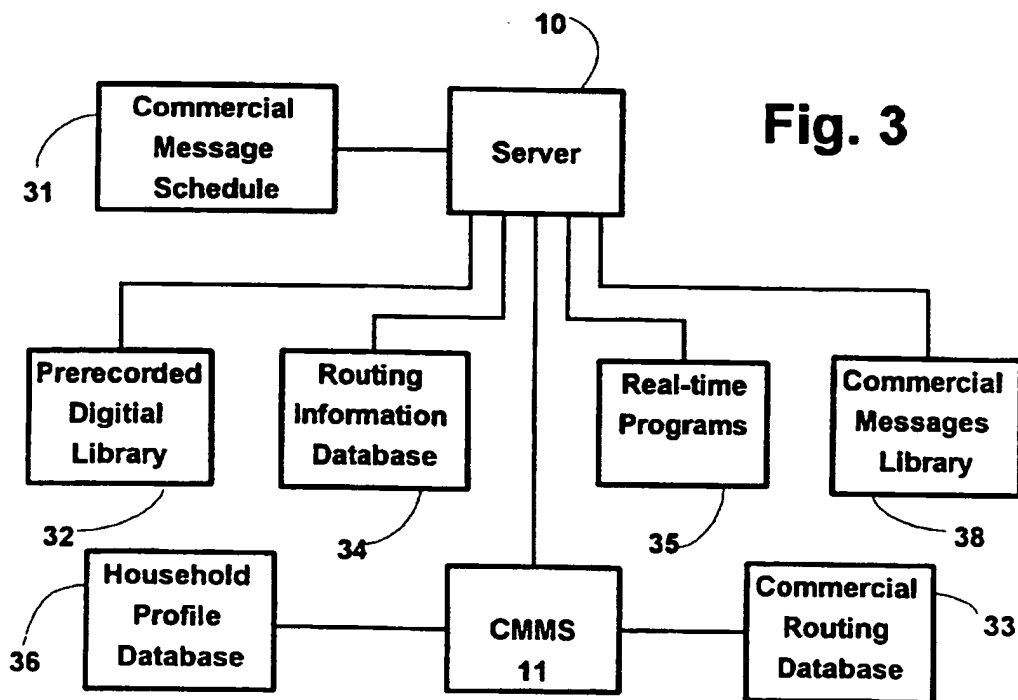 10
Commercial
Message
Schedule
Server
Fig. 3
31
Prerecorded
Digitial
Library
Routing
Information
Database
Real-time
Programs
Commercial
Messages
Library
32
34
35
38
Household
Profile
Database
CMMS
11
Commercial
Routing
Database
33
36